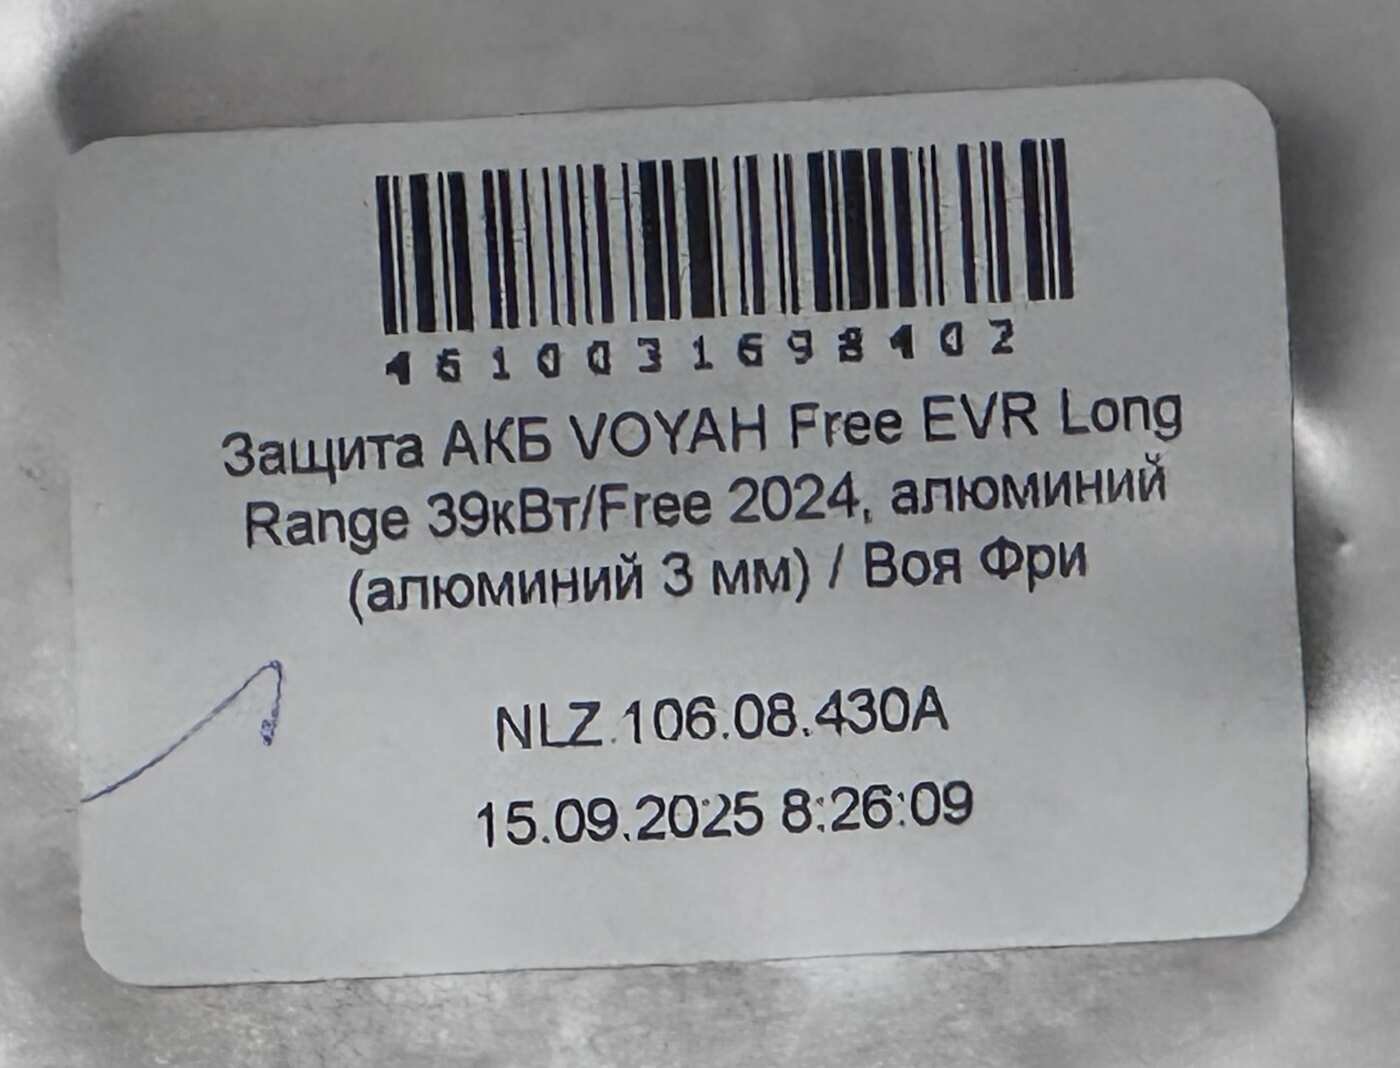 4610031698402
Защита АКБ VOYAH Free EVR Long
Range 39кВт/Free 2024, алюминий
(алюминий 3 мм) / Воя Фри
NLZ.106.08.430A
15.09.2025 8:26:09